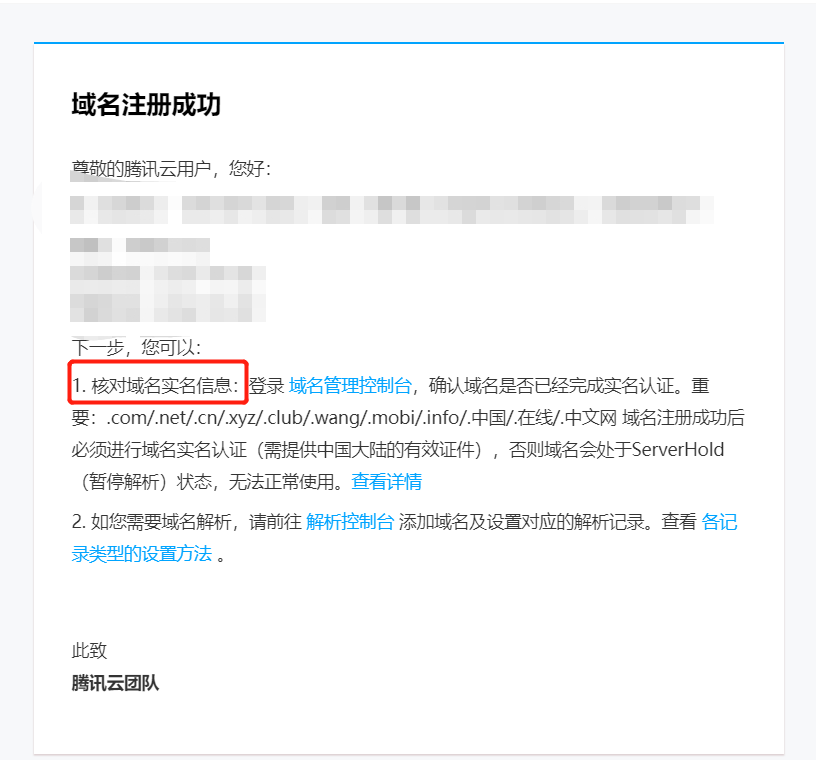 域名注册成功
尊敬的腾讯云用户，您好：
下一步，您可以：
1. 核对域名实名信息：登录 域名管理控制台，确认域名是否已经完成实名认证。重
要：.com/.net/.cn/.xyz/.club/.wang/.mobi/.info/.中国/.在线/.中文网 域名注册成功后
必须进行域名实名认证（需提供中国大陆的有效证件），否则域名会处于ServerHold
（暂停解析）状态，无法正常使用。查看详情
2. 如您需要域名解析，请前往 解析控制台 添加域名及设置对应的解析记录。查看 各记
录类型的设置方法 。
此致
腾讯云团队